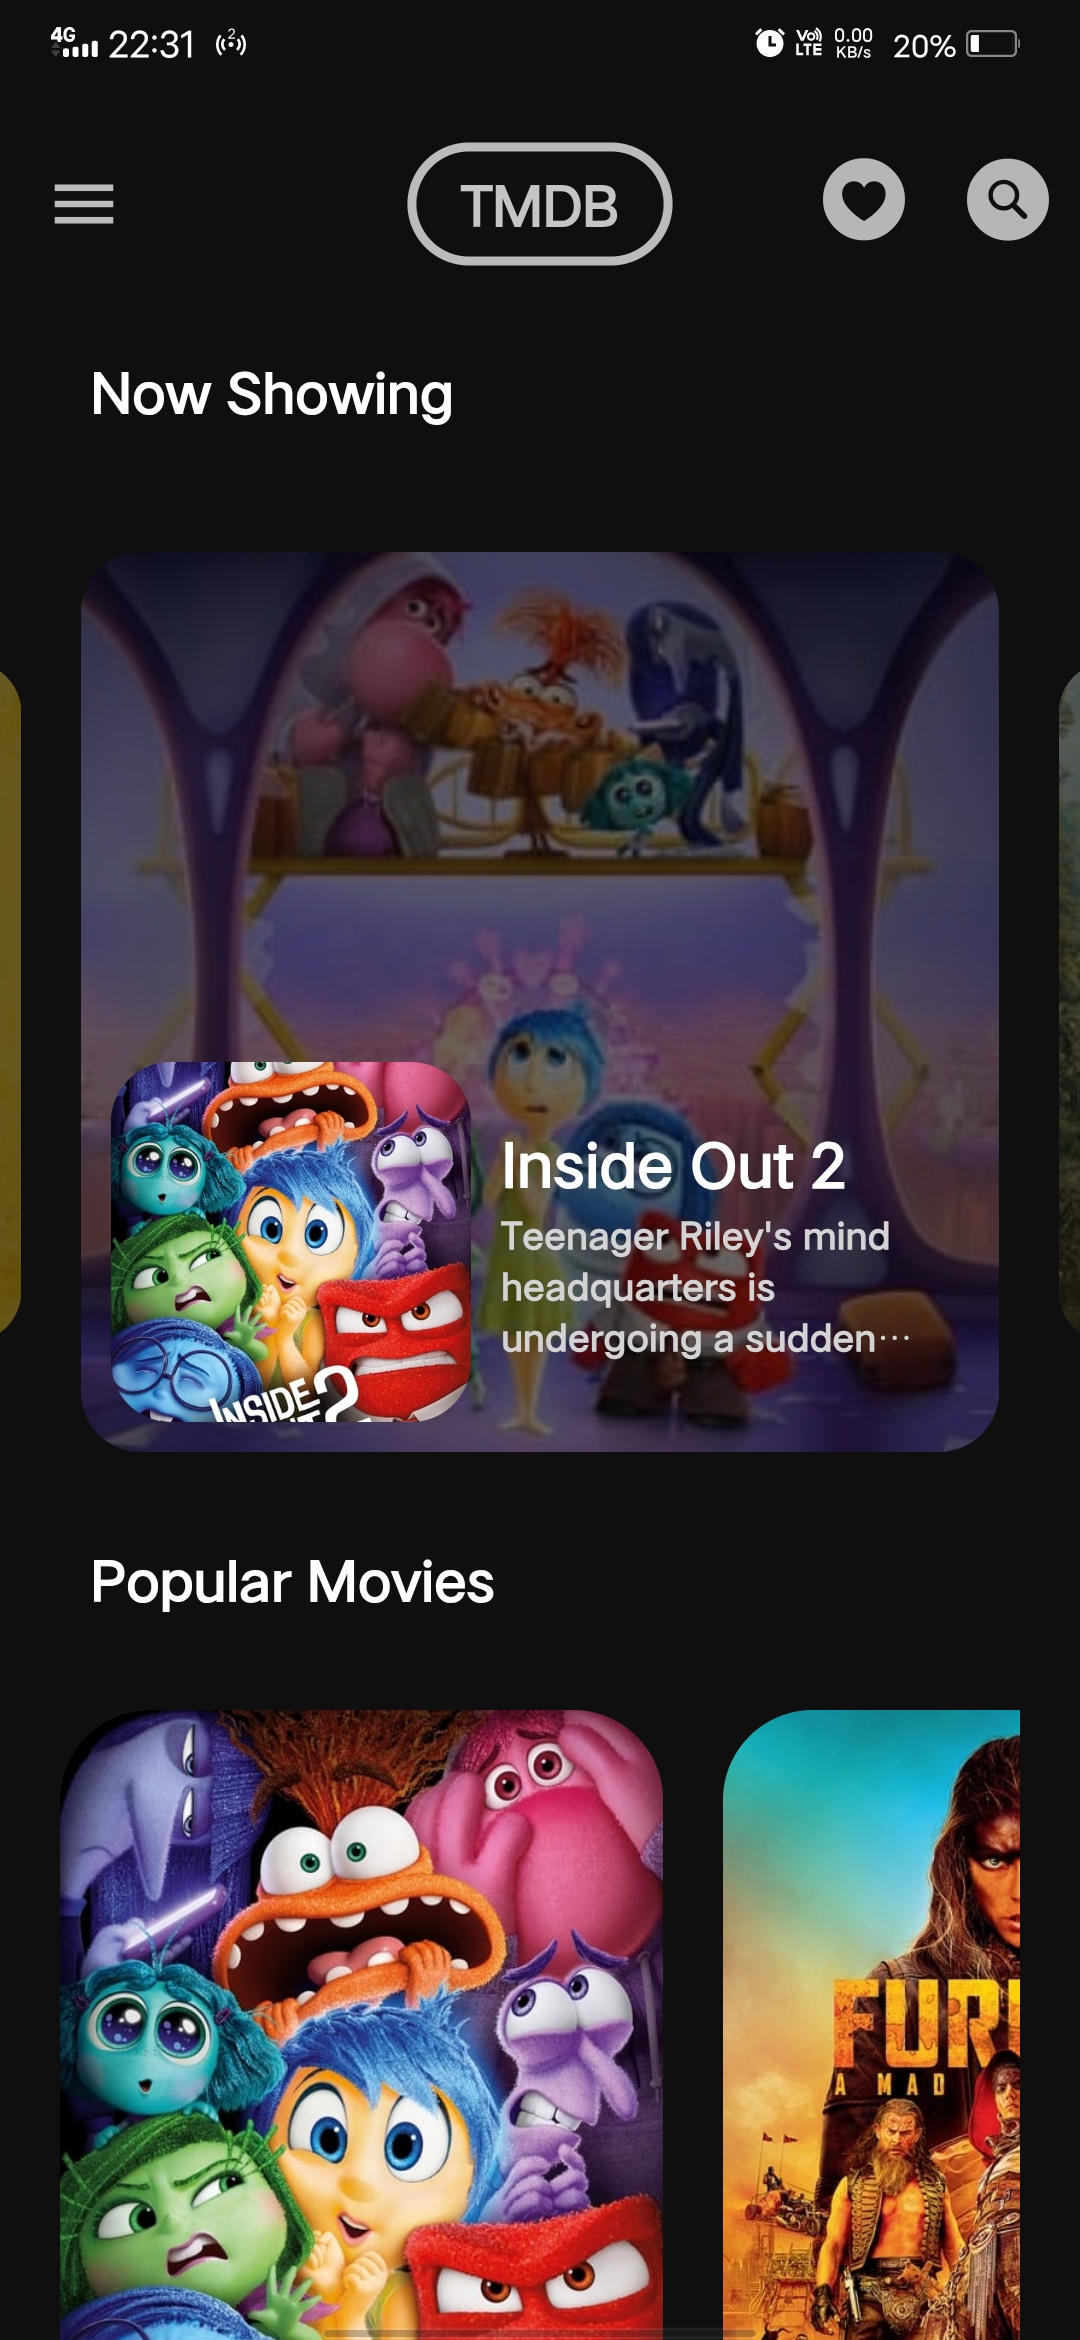 4G 22:31 2 Vo) LTE 0.00 KB/s 20%
TMDB
Now Showing
INSIDE
2
Inside Out 2
Teenager Riley's mind
headquarters is
undergoing a sudden···
Popular Movies
FURI
A MAD